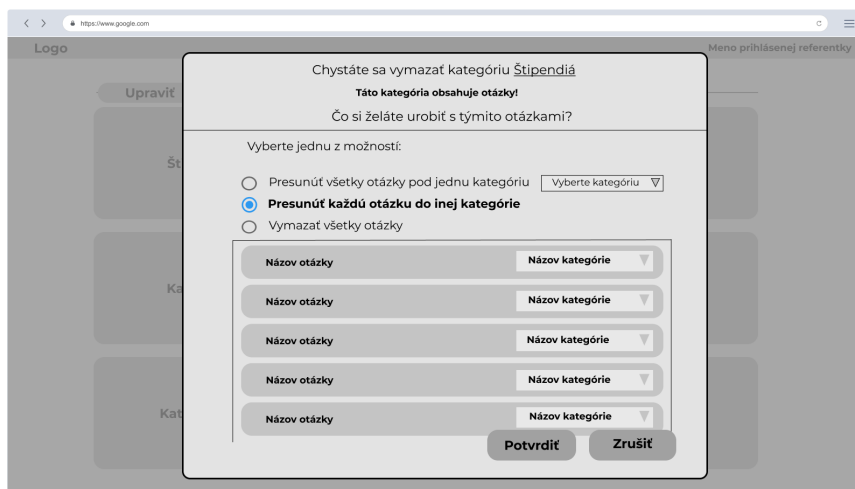 https://www.google.com
Logo
Meno prihlásenej referentky
Chystáte sa vymazať kategóriu Štipendiá
Táto kategória obsahuje otázky!
Čo si želáte urobiť s týmito otázkami?
Upraviť
Vyberte jednu z možností:
Št
Presunúť všetky otázky pod jednu kategóriu Vyberte kategóriu
Presunúť každú otázku do inej kategórie
Vymazať všetky otázky
Názov otázky Názov kategórie
Ka
Názov otázky Názov kategórie
Názov otázky Názov kategórie
Názov otázky Názov kategórie
Kat
Názov otázky Názov kategórie
Potvrdiť Zrušiť